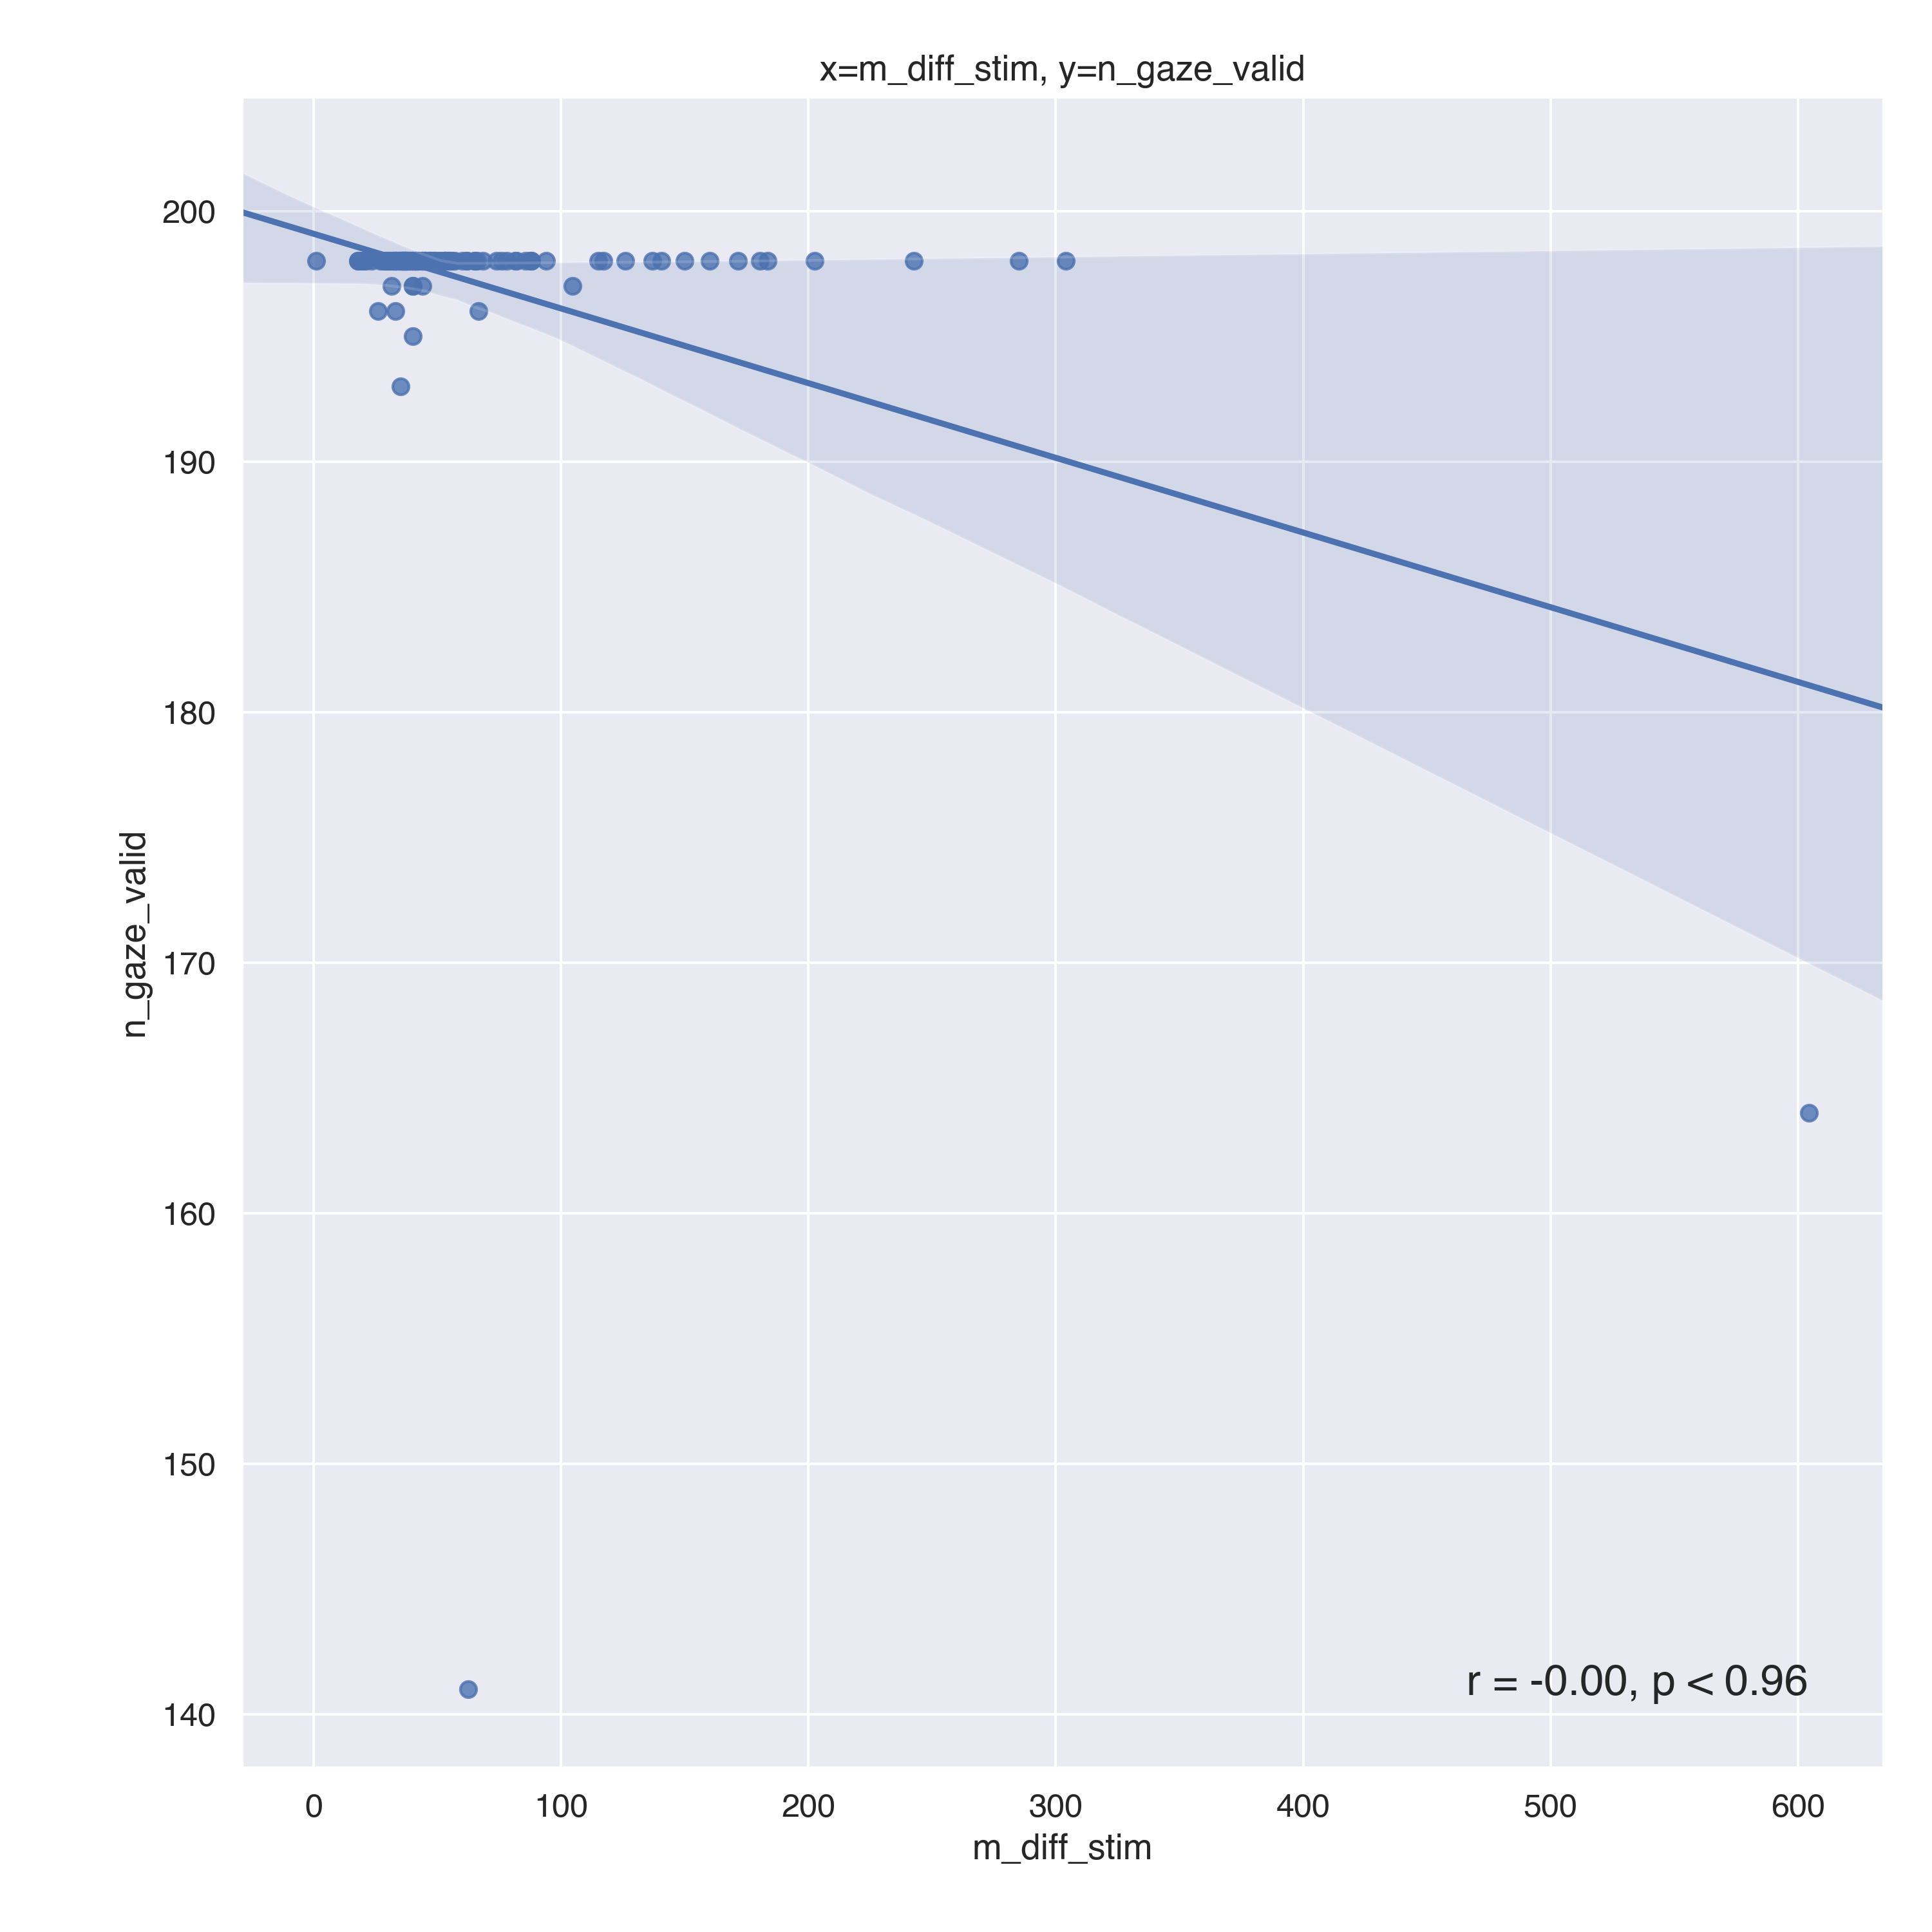 x=m_diff_stim, y=n_gaze_valid
200
190
180
170
160
150
140
n_gaze_valid
r = -0.00, p < 0.96
0 100 200 300 400 500 600
m_diff_stim